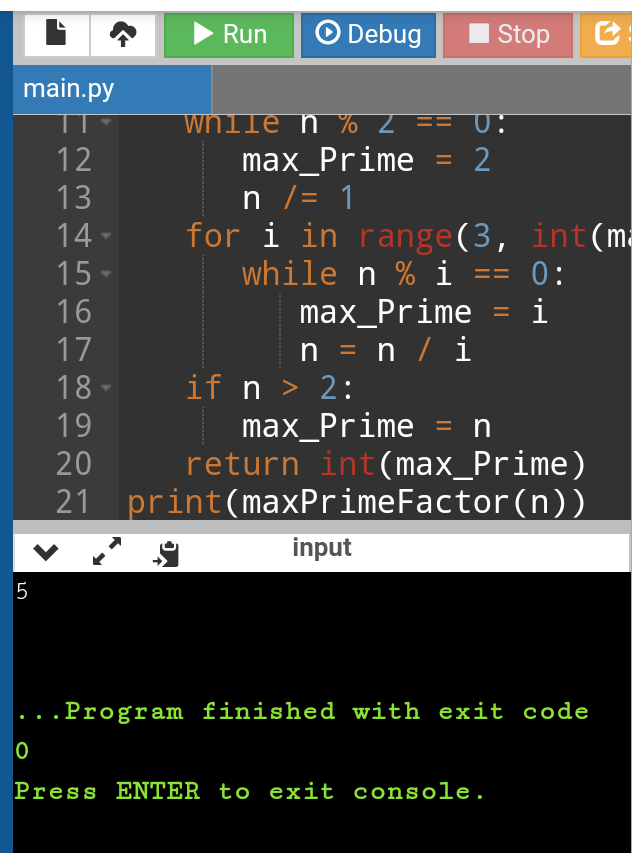 Run Debug Stop
main.py
11 while n % 2 == 0:
12 max_Prime = 2
13 n /= 1
14 for i in range(3, int(ma
15 while n % i == 0:
16 max_Prime = i
17 n = n / i
18 if n > 2:
19 max_Prime = n
20 return int(max_Prime)
21 print(maxPrimeFactor(n))
input
5
...Program finished with exit code
0
Press ENTER to exit console.